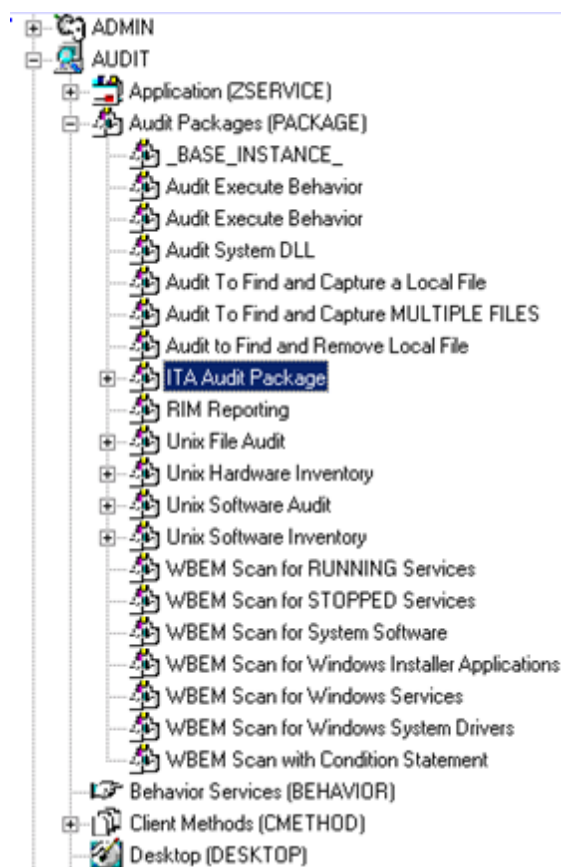 ADMIN
AUDIT
Application (ZSERVICE)
Audit Packages (PACKAGE)
_BASE_INSTANCE_
Audit Execute Behavior
Audit Execute Behavior
Audit System DLL
Audit To Find and Capture a Local File
Audit To Find and Capture MULTIPLE FILES
Audit to Find and Remove Local File
ITA Audit Package
RIM Reporting
Unix File Audit
Unix Hardware Inventory
Unix Software Audit
Unix Software Inventory
WBEM Scan for RUNNING Services
WBEM Scan for STOPPED Services
WBEM Scan for System Software
WBEM Scan for Windows Installer Applications
WBEM Scan for Windows Services
WBEM Scan for Windows System Drivers
WBEM Scan with Condition Statement
Behavior Services (BEHAVIOR)
Client Methods (CMETHOD)
Desktop (DESKTOP)